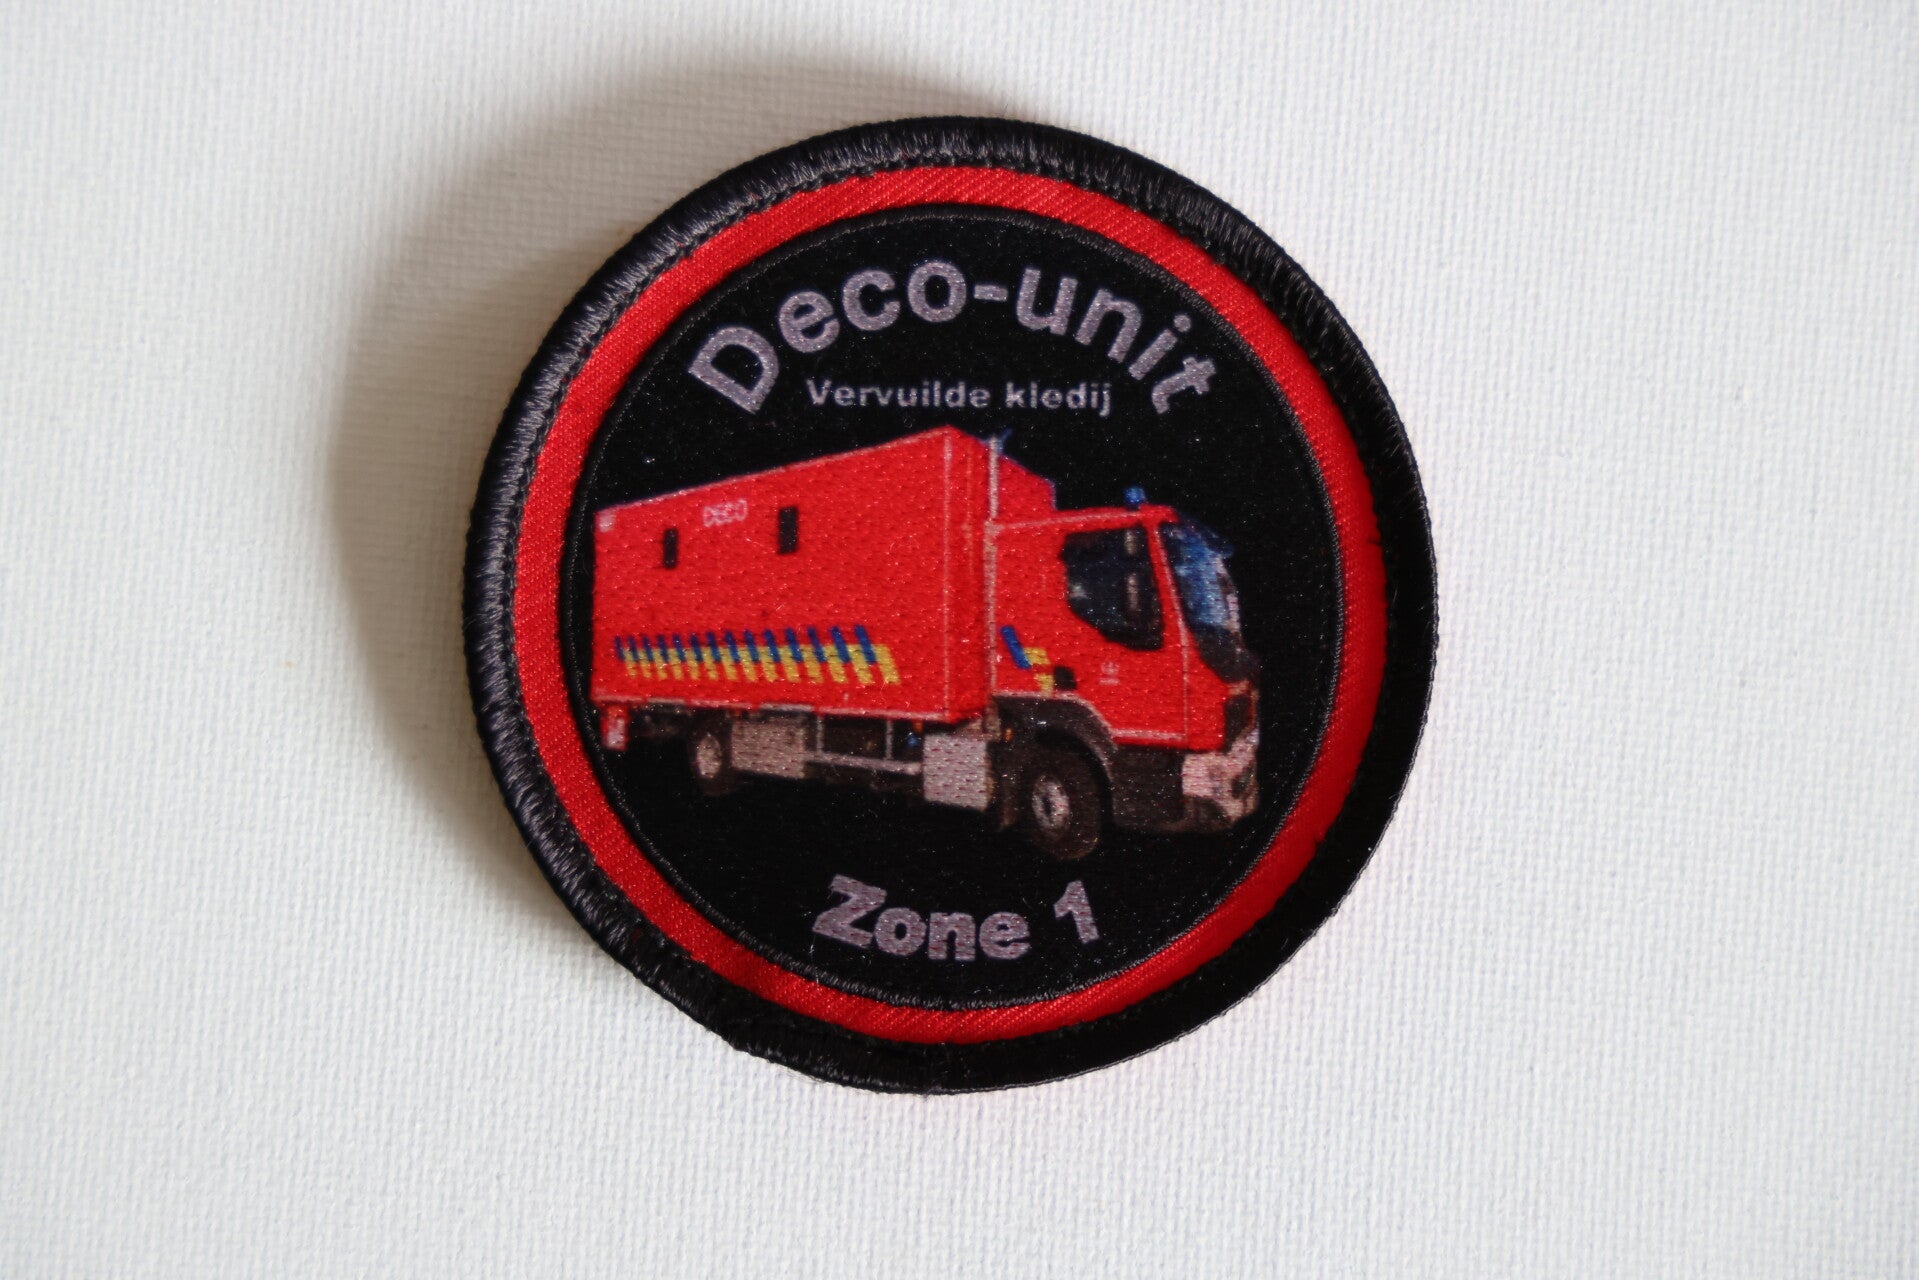 Deco-unit
Vervuilde kledij
DECO
Zone 1